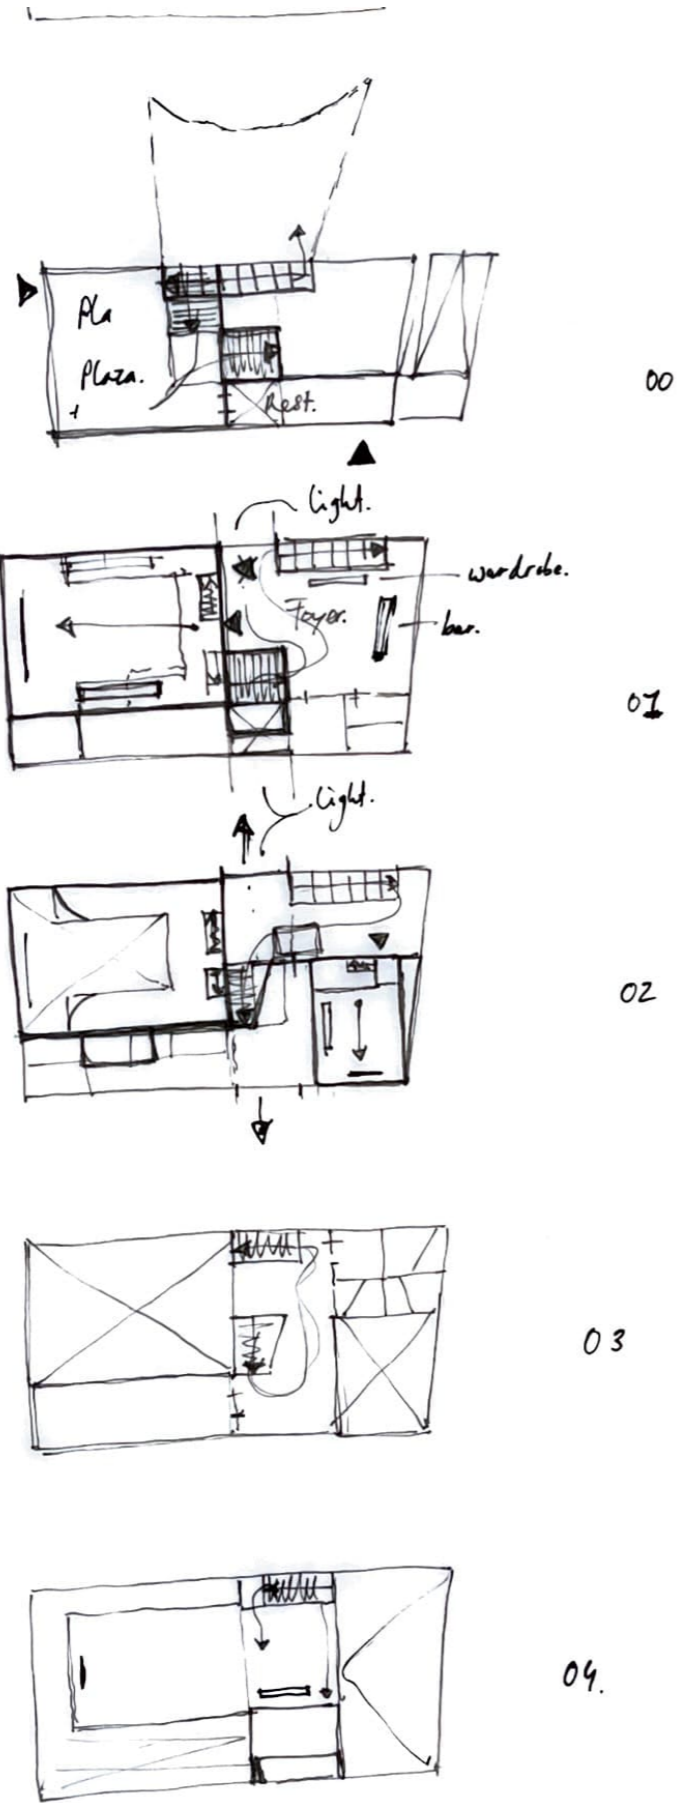 Pla
Plaza.
Rest.
00
light.
wardrobe.
Foyer.
bar.
01
light.
02
03
04.